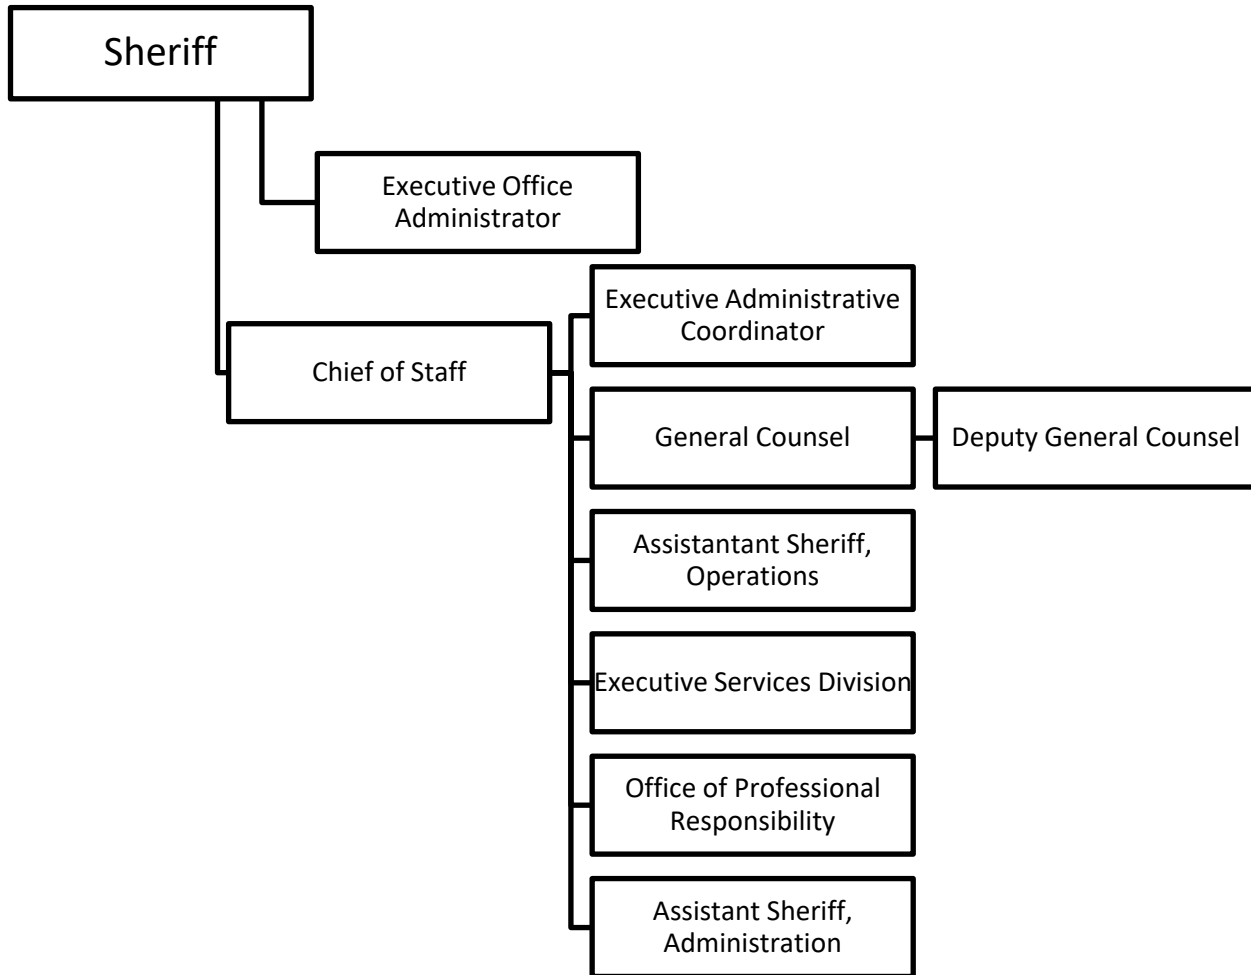 Sheriff
Executive Office
Administrator
Executive Administrative
Coordinator
Chief of Staff
General Counsel
Deputy General Counsel
Assistantant Sheriff,
Operations
Executive Services Division
Office of Professional
Responsibility
Assistant Sheriff,
Administration